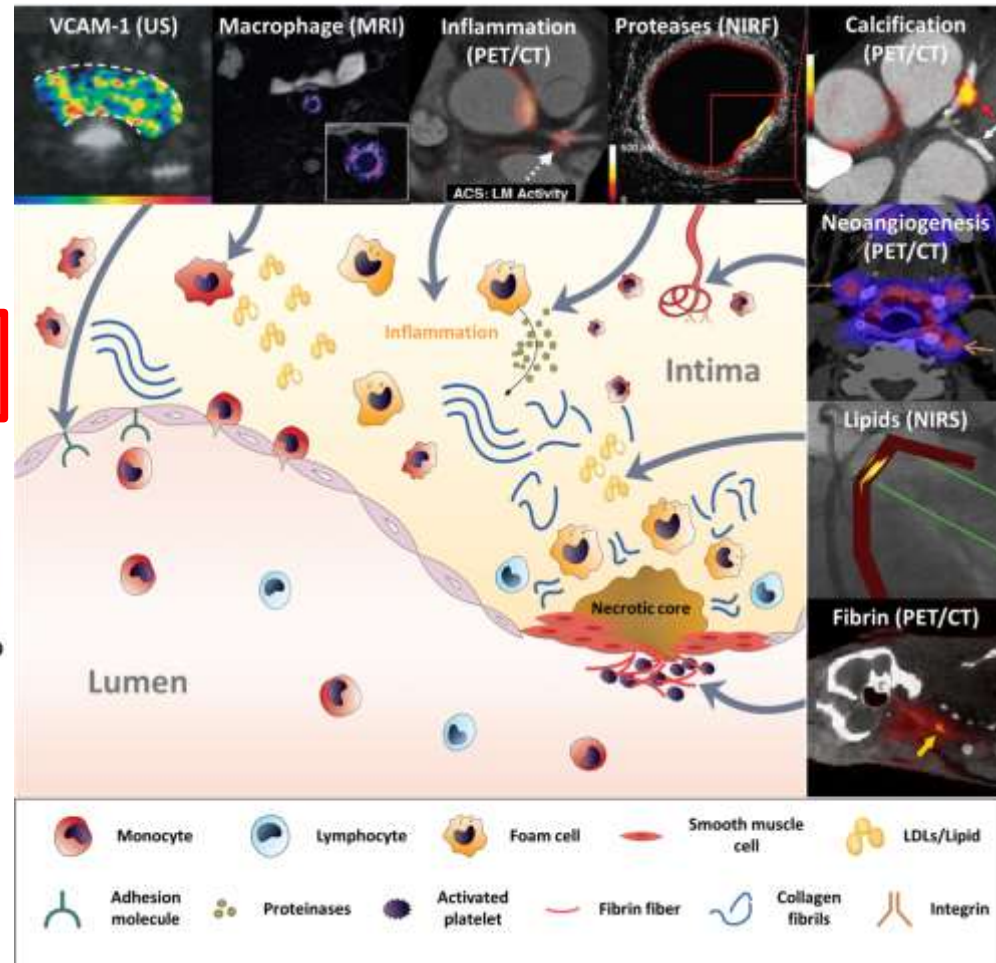 VCAM-1 (US)
Macrophage (MRI)
Inflammation
(PET/CT)
Proteases (NIRF)
Calcification
(PET/CT)
ACS: LM Activity
Neoangiogenesis
(PET/CT)
Inflammation
Intima
Lipids (NIRS)
Necrotic core
Fibrin (PET/CT)
Lumen
Monocyte
Lymphocyte
Foam cell
Smooth muscle
cell
LDLs/Lipid
Adhesion
molecule
Proteinases
Activated
platelet
Fibrin fiber
Collagen
fibrils
Integrin